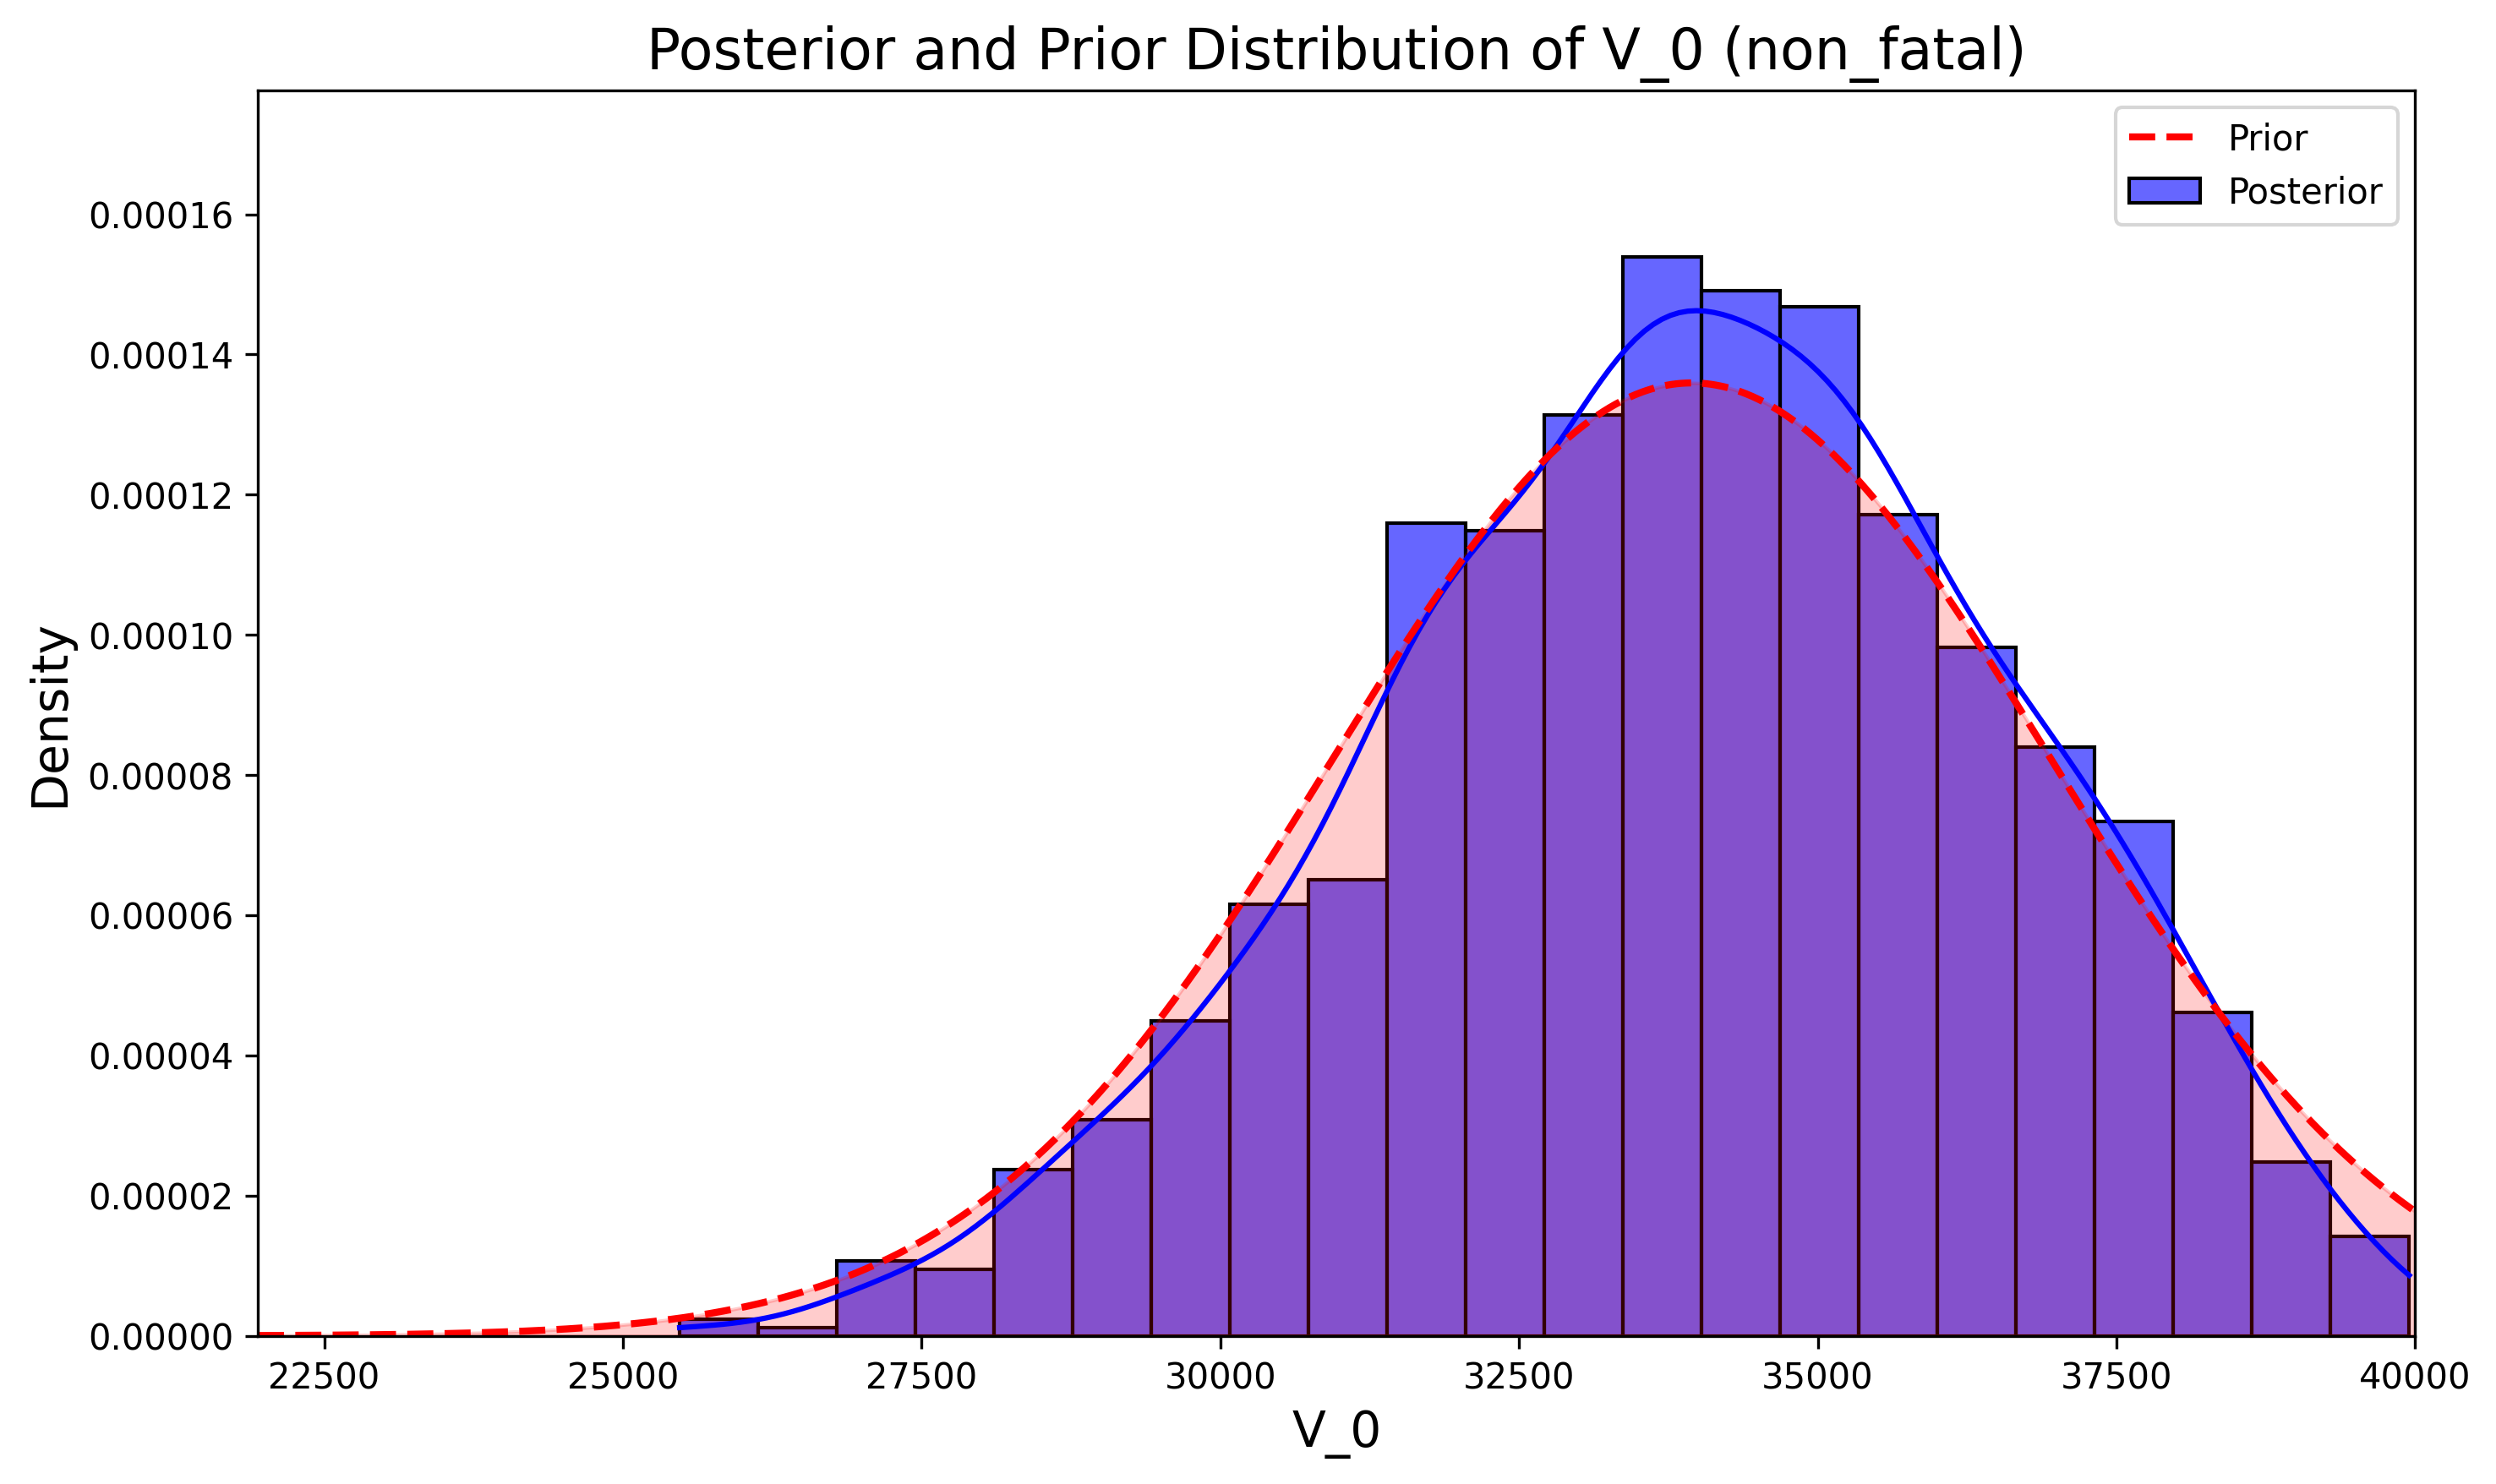 Posterior and Prior Distribution of V_0 (non_fatal)
Prior
Posterior
Density
0.00016
0.00014
0.00012
0.00010
0.00008
0.00006
0.00004
0.00002
0.00000
22500 25000 27500 30000 32500 35000 37500 40000
V_0